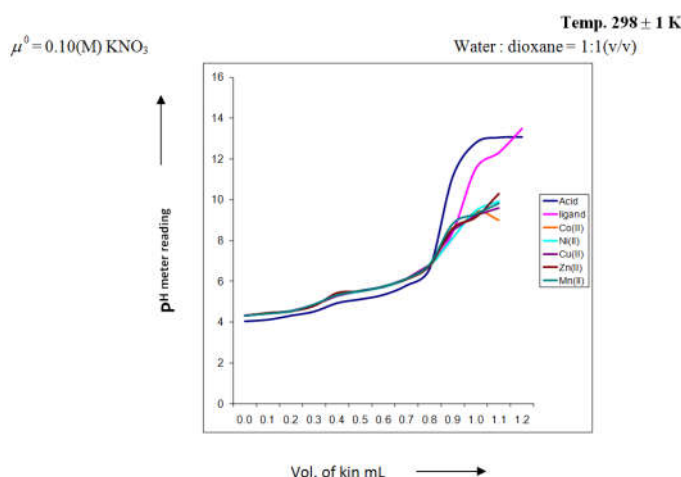 Temp. 298 ± 1 K
μ⁰ = 0.10(M) KNO₃
Water : dioxane = 1:1(v/v)
16
14
12
10
8
6
4
2
0
pH meter reading
0.0 0.1 0.2 0.3 0.4 0.5 0.6 0.7 0.8 0.9 1.0 1.1 1.2
Acid
ligand
Co(II)
Ni(II)
Cu(II)
Zn(II)
Mn(II)
Vol. of kin mL